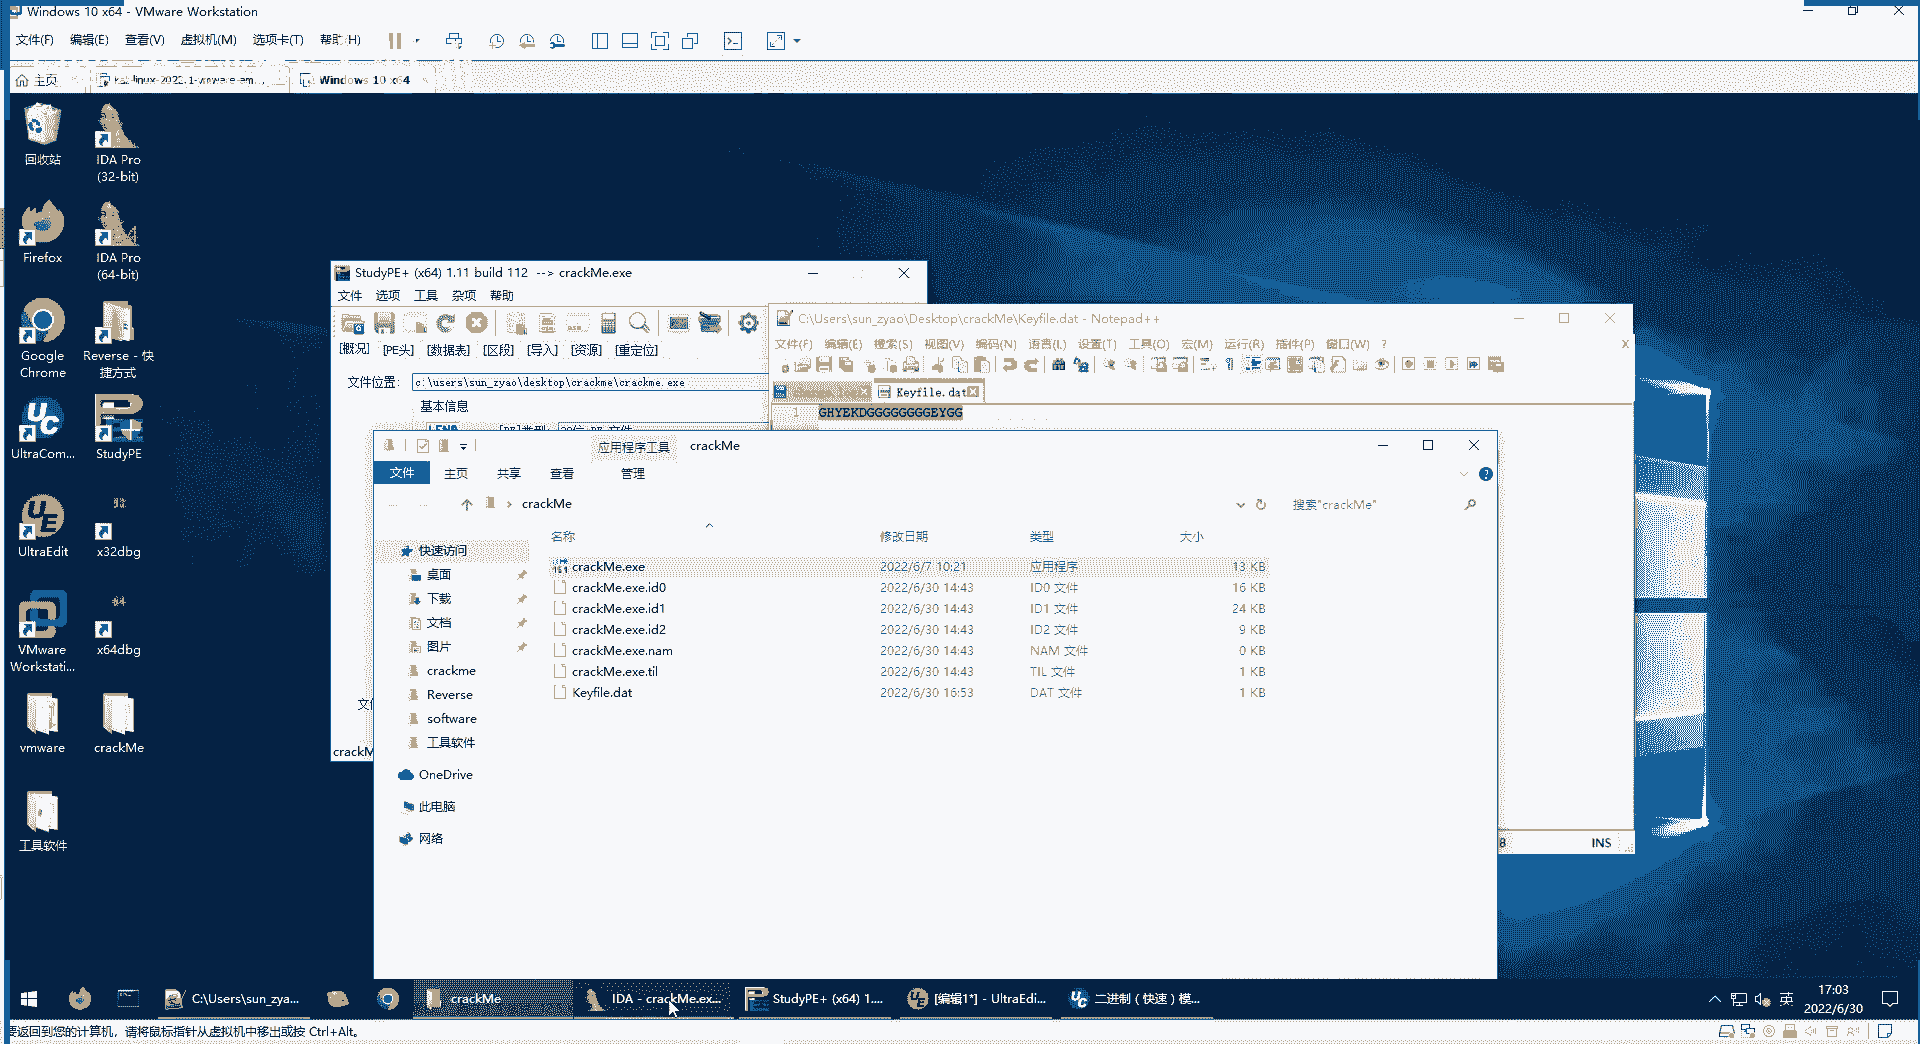 Windows 10 x64 - VMware Workstation
文件(F) 编辑(E) 查看(V) 虚拟机(M) 选项卡(T) 帮助(H)
主页 kali-linux-2022.1-vmware-am... Windows 10 x64
回收站
IDA Pro (32-bit)
Firefox
IDA Pro (64-bit)
Google Chrome
Reverse - 快捷方式
UltraCom...
StudyPE
UltraEdit
x32dbg
VMware Workstati...
x64dbg
vmware
crackMe
工具软件
StudyPE+ (x64) 1.11 build 112 --> crackMe.exe
文件 选项 工具 杂项 帮助
[概况] [PE头] [数据表] [区段] [导入] [资源] [重定位]
文件位置: c:\users\sun_zyao\desktop\crackme\crackme.exe
基本信息
crackM
C:\Users\sun_zyao\Desktop\crackMe\Keyfile.dat - Notepad++
文件(F) 编辑(E) 搜索(S) 视图(V) 编码(N) 语言(L) 设置(T) 工具(O) 宏(M) 运行(R) 插件(P) 窗口(W) ? X
Keyfile.dat
1 GHYEKDGGGGGGGGEYGG
8 INS
应用程序工具 crackMe
文件 主页 共享 查看 管理
crackMe
搜索"crackMe"
名称 修改日期 类型 大小
快速访问
桌面
下载
文档
图片
crackme
Reverse
software
工具软件
OneDrive
此电脑
网络
crackMe.exe 2022/6/7 10:21 应用程序 13 KB
crackMe.exe.id0 2022/6/30 14:43 ID0 文件 16 KB
crackMe.exe.id1 2022/6/30 14:43 ID1 文件 24 KB
crackMe.exe.id2 2022/6/30 14:43 ID2 文件 9 KB
crackMe.exe.nam 2022/6/30 14:43 NAM 文件 0 KB
crackMe.exe.til 2022/6/30 14:43 TIL 文件 1 KB
Keyfile.dat 2022/6/30 16:53 DAT 文件 1 KB
C:\Users\sun_zya... crackMe IDA - crackMe.ex... StudyPE+ (x64) 1.... [编辑1*] - UltraEdi... 二进制（快速）模... 英 17:03
2022/6/30
要返回到您的计算机，请将鼠标指针从虚拟机中移出或按 Ctrl+Alt。